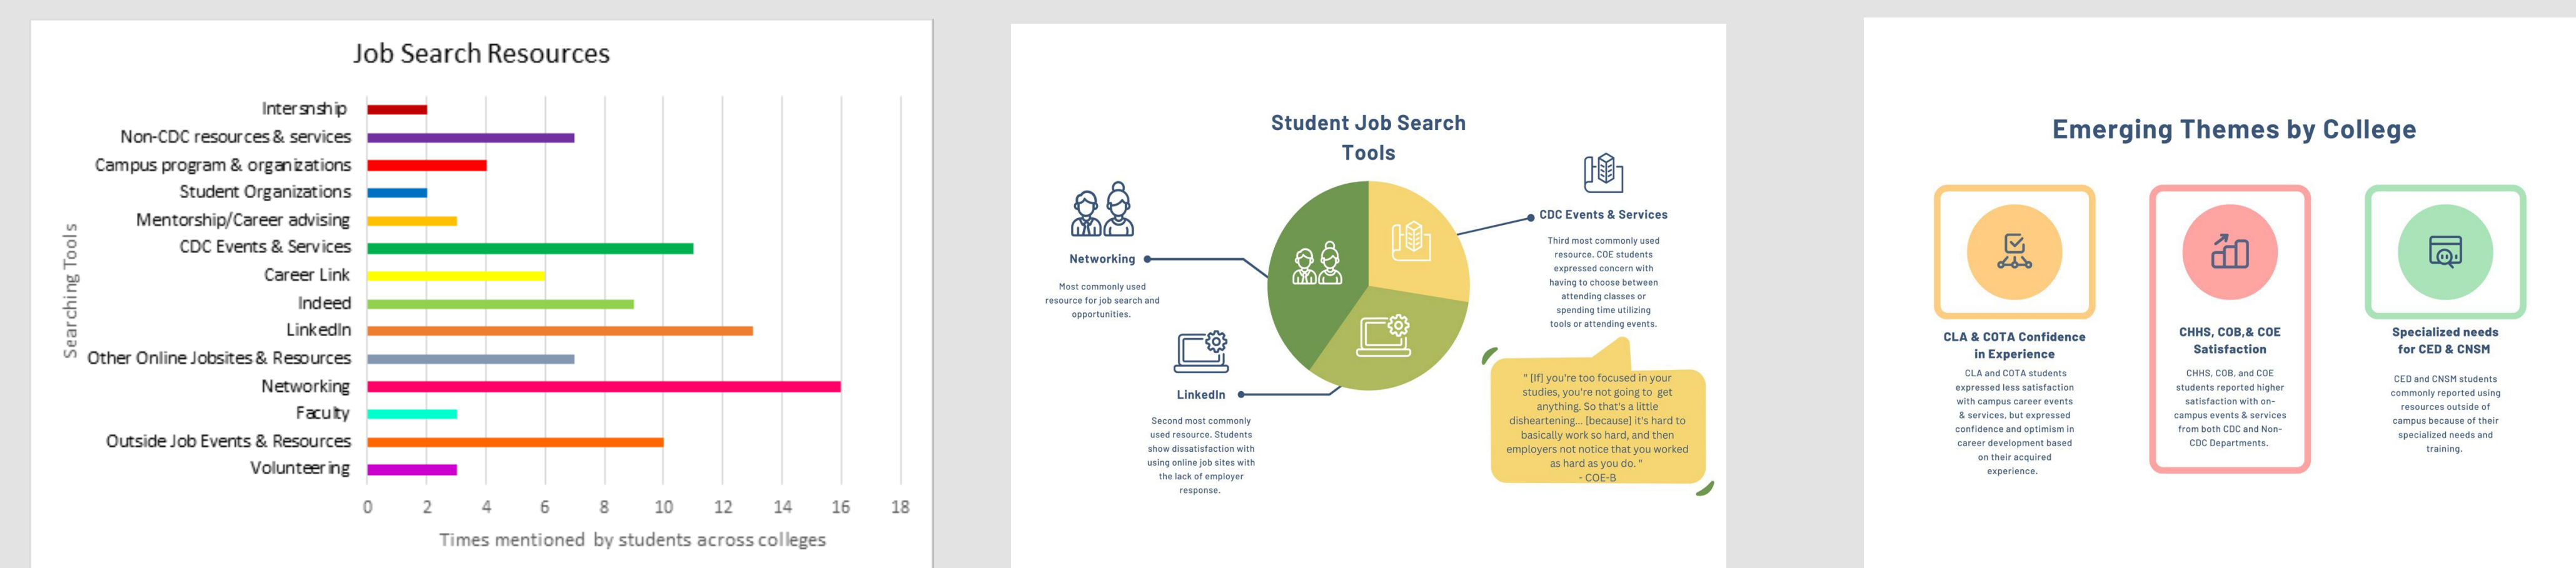 Job Search Resources
Searching Tools
Intersnship
Non-CDC resources & services
Campus program & organizations
Student Organizations
Mentorship/Career advising
CDC Events & Services
Career Link
Indeed
LinkedIn
Other Online Jobsites & Resources
Networking
Faculty
Outside Job Events & Resources
Volunteering
0 2 4 6 8 10 12 14 16 18
Times mentioned by students across colleges
Student Job Search
Tools
Networking
Most commonly used
resource for job search and
opportunities.
LinkedIn
Second most commonly
used resource. Students
show dissatisfaction with
using online job sites with
the lack of employer
response.
CDC Events & Services
Third most commonly used
resource. COE students
expressed concern with
having to choose between
attending classes or
spending time utilizing
tools or attending events.
" [If] you're too focused in your
studies, you're not going to get
anything. So that's a little
disheartening... [because] it's hard to
basically work so hard, and then
employers not notice that you worked
as hard as you do. "
- COE-B
Emerging Themes by College
CLA & COTA Confidence
in Experience
CLA and COTA students
expressed less satisfaction
with campus career events
& services, but expressed
confidence and optimism in
career development based
on their acquired
experience.
CHHS, COB,& COE
Satisfaction
CHHS, COB, and COE
students reported higher
satisfaction with on-
campus events & services
from both CDC and Non-
CDC Departments.
Specialized needs
for CED & CNSM
CED and CNSM students
commonly reported using
resources outside of
campus because of their
specialized needs and
training.